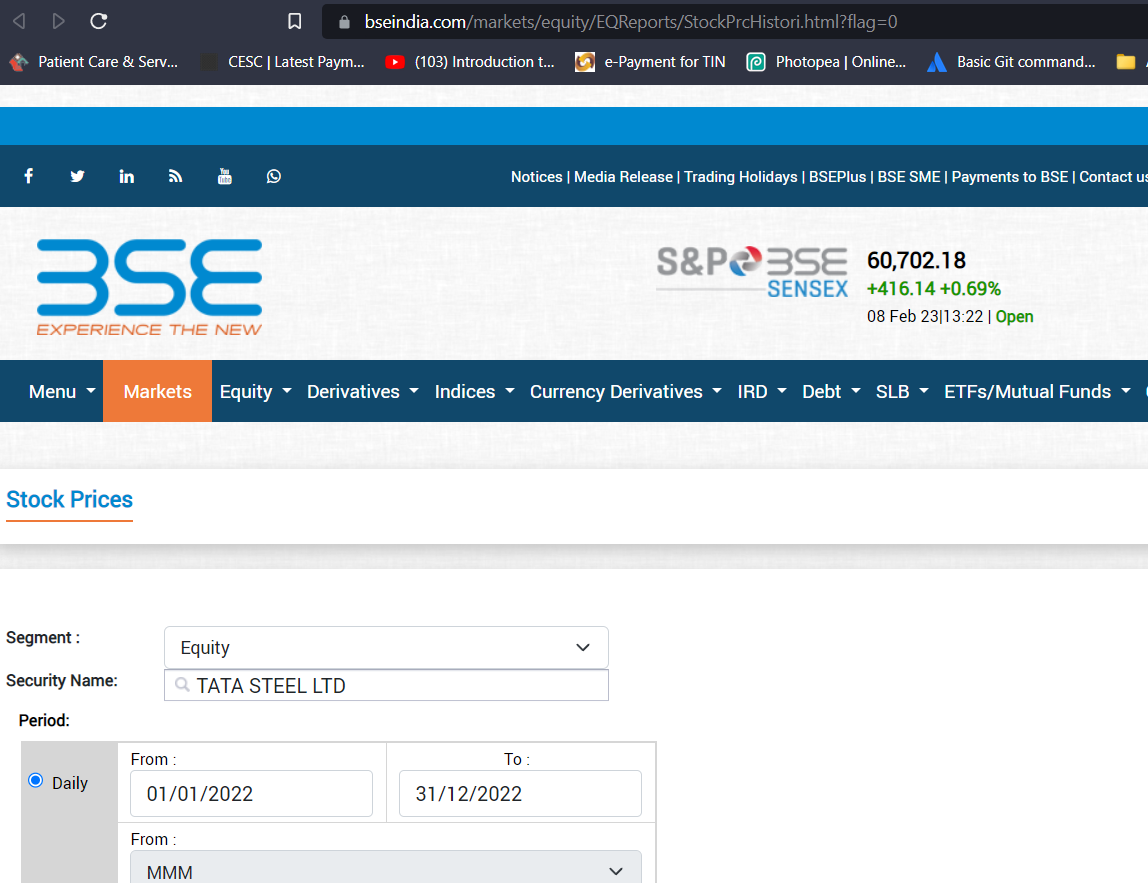 bseindia.com/markets/equity/EQReports/StockPrcHistori.html?flag=0
Patient Care & Serv... CESC | Latest Paym... (103) Introduction t... e-Payment for TIN Photopea | Online... Basic Git command...
You Tube
Notices | Media Release | Trading Holidays | BSEPlus | BSE SME | Payments to BSE | Contact us
BSE
EXPERIENCE THE NEW
S&P BSE
SENSEX
60,702.18
+416.14 +0.69%
08 Feb 23|13:22 | Open
Menu Markets Equity Derivatives Indices Currency Derivatives IRD Debt SLB ETFs/Mutual Funds
Stock Prices
Segment : Equity
Security Name: TATA STEEL LTD
Period:
From : To :
Daily 01/01/2022 31/12/2022
From :
MMM